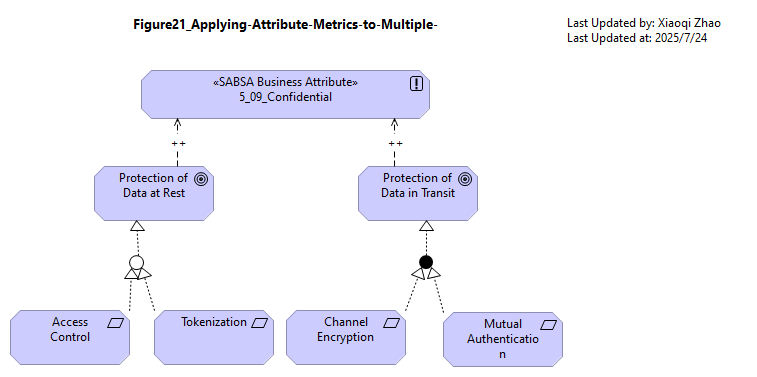 Figure21_Applying-Attribute-Metrics-to-Multiple-
Last Updated by: Xiaoqi Zhao
Last Updated at: 2025/7/24
«SABSA Business Attribute»
5_09_Confidential
++
++
Protection of
Data at Rest
Protection of
Data in Transit
Access
Control
Tokenization
Channel
Encryption
Mutual
Authenticatio
n